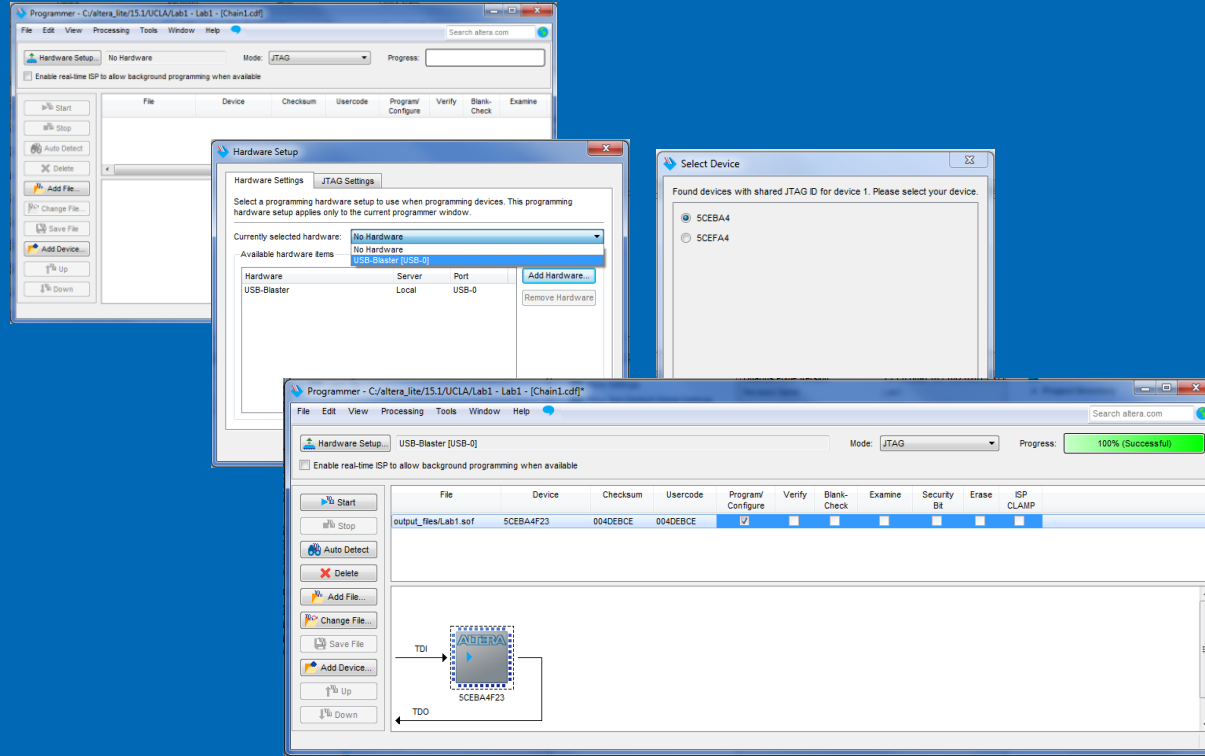 Programmer - C:/altera_lite/15.1/UCLA/Lab1 - Lab1 - [Chain1.cdf]
File Edit View Processing Tools Window Help
Search altera.com
Hardware Setup... No Hardware Mode: JTAG Progress:
Enable real-time ISP to allow background programming when available
File Device Checksum Usercode Program/ Configure Verify Blank- Check Examine
Start
Stop
Auto Detect
Delete
Add File...
Change File...
Save File
Add Device...
Up
Down
Hardware Setup
Hardware Settings JTAG Settings
Select a programming hardware setup to use when programming devices. This programming
hardware setup applies only to the current programmer window.
Currently selected hardware: No Hardware
No Hardware
USB-Blaster [USB-0]
Available hardware items
Hardware Server Port
USB-Blaster Local USB-0
Add Hardware...
Remove Hardware
Select Device
Found devices with shared JTAG ID for device 1. Please select your device.
5CEBA4
5CEFA4
Programmer - C:/altera_lite/15.1/UCLA/Lab1 - Lab1 - [Chain1.cdf]*
File Edit View Processing Tools Window Help
Search altera.com
Hardware Setup... USB-Blaster [USB-0] Mode: JTAG Progress: 100% (Successful)
Enable real-time ISP to allow background programming when available
File Device Checksum Usercode Program/ Configure Verify Blank- Check Examine Security Bit Erase ISP CLAMP
output_files/Lab1.sof 5CEBA4F23 004DEBCE 004DEBCE
Start
Stop
Auto Detect
Delete
Add File...
Change File...
Save File
Add Device...
Up
Down
TDI
ALTERA
5CEBA4F23
TDO